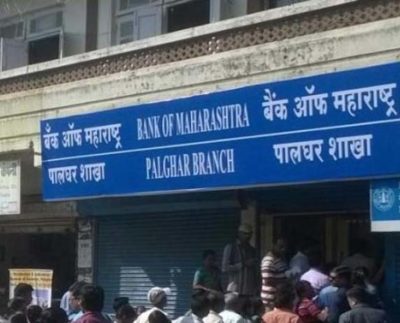 बैंक ऑफ महाराष्ट्र BANK OF MAHARASHTRA बैंक ऑफ महाराष्ट्र
पालघर शाखा PALGHAR BRANCH पालघर शाखा